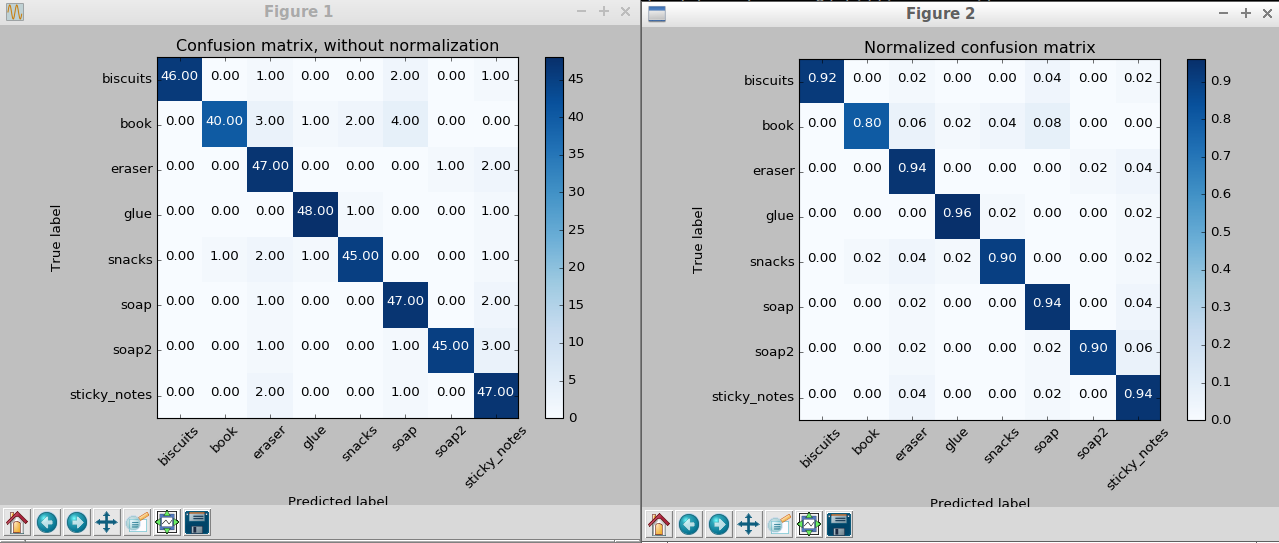 Figure 1
Confusion matrix, without normalization
biscuits 46.00 0.00 1.00 0.00 0.00 2.00 0.00 1.00
book 0.00 40.00 3.00 1.00 2.00 4.00 0.00 0.00
eraser 0.00 0.00 47.00 0.00 0.00 0.00 1.00 2.00
glue 0.00 0.00 0.00 48.00 1.00 0.00 0.00 1.00
snacks 0.00 1.00 2.00 1.00 45.00 0.00 0.00 1.00
soap 0.00 0.00 1.00 0.00 0.00 47.00 0.00 2.00
soap2 0.00 0.00 1.00 0.00 0.00 1.00 45.00 3.00
sticky_notes 0.00 0.00 2.00 0.00 0.00 1.00 0.00 47.00
True label
biscuits book eraser glue snacks soap soap2 sticky_notes
Predicted label
45
40
35
30
25
20
15
10
5
0
Figure 2
Normalized confusion matrix
biscuits 0.92 0.00 0.02 0.00 0.00 0.04 0.00 0.02
book 0.00 0.80 0.06 0.02 0.04 0.08 0.00 0.00
eraser 0.00 0.00 0.94 0.00 0.00 0.00 0.02 0.04
glue 0.00 0.00 0.00 0.96 0.02 0.00 0.00 0.02
snacks 0.00 0.02 0.04 0.02 0.90 0.00 0.00 0.02
soap 0.00 0.00 0.02 0.00 0.00 0.94 0.00 0.04
soap2 0.00 0.00 0.02 0.00 0.00 0.02 0.90 0.06
sticky_notes 0.00 0.00 0.04 0.00 0.00 0.02 0.00 0.94
True label
biscuits book eraser glue snacks soap soap2 sticky_notes
Predicted label
0.9
0.8
0.7
0.6
0.5
0.4
0.3
0.2
0.1
0.0